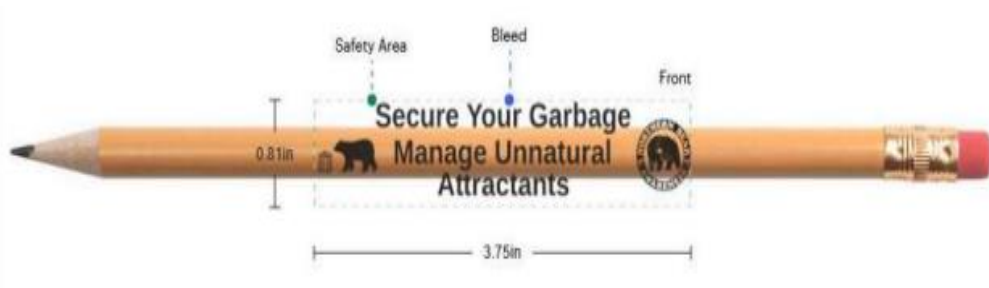 Bleed
Safety Area
Front
Secure Your Garbage
0.81in
Manage Unnatural
Attractants
3.75in